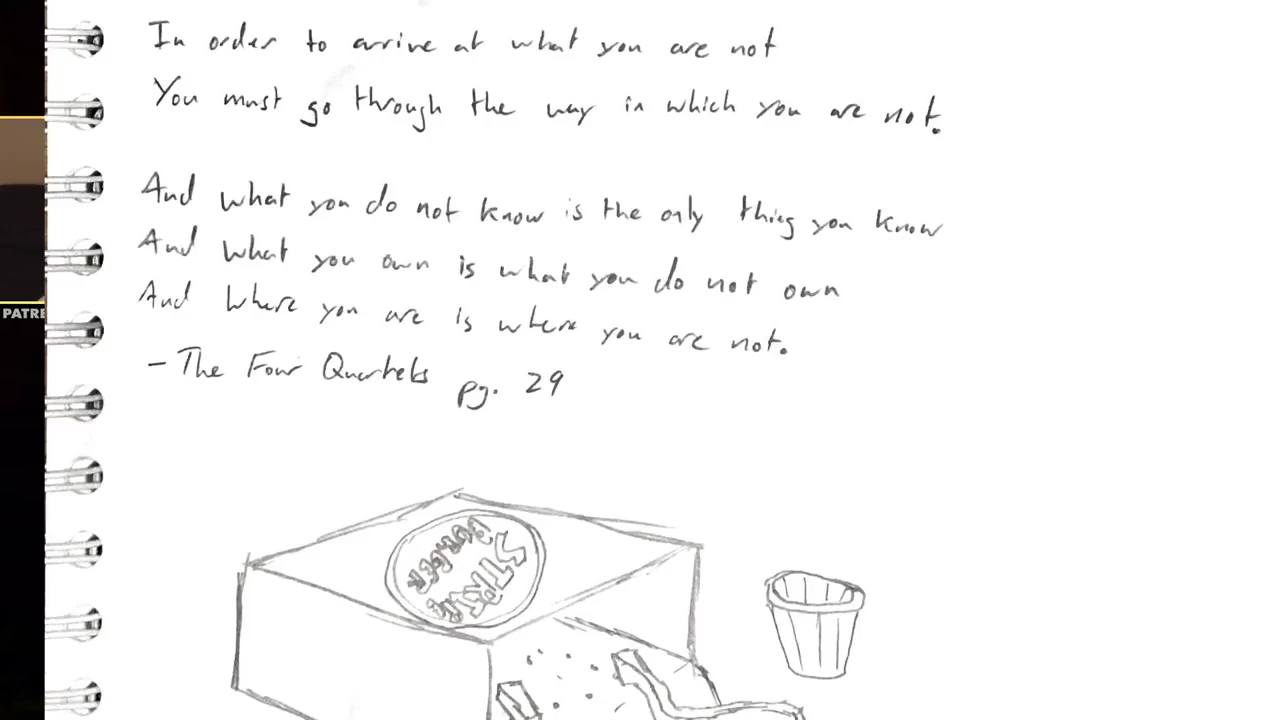 In order to arrive at what you are not
You must go through the way in which you are not.
And what you do not know is the only thing you know
And what you own is what you do not own
And where you are is where you are not.
- The Four Quartets pg. 29
BURGER
STRIP
PATRE